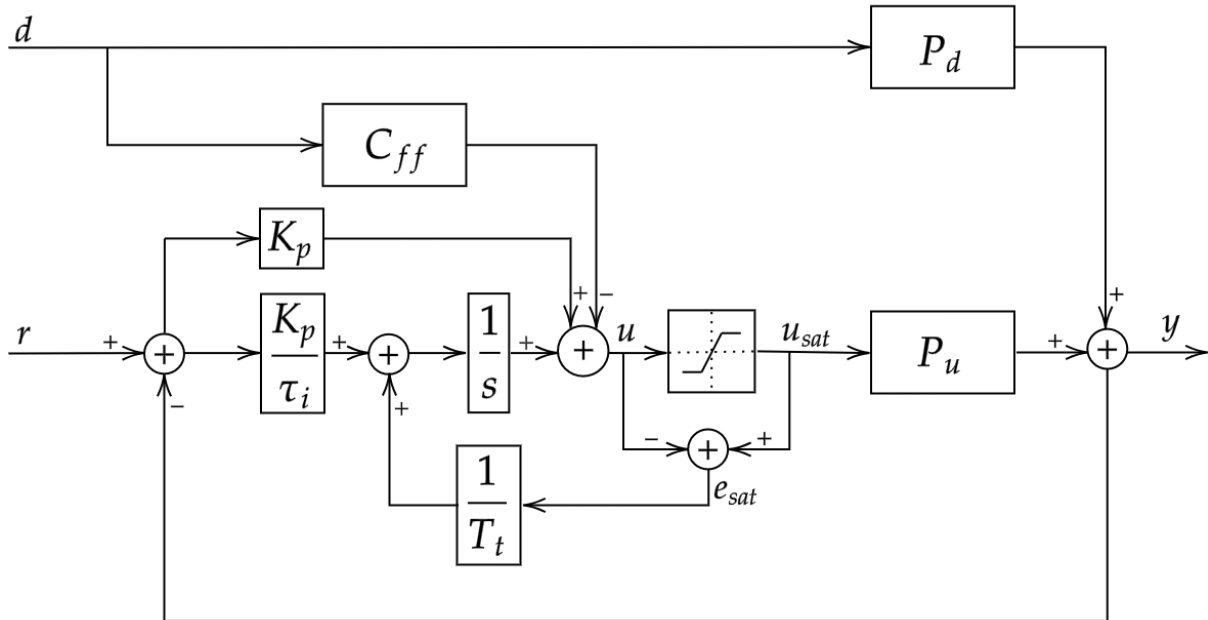 d
P_d
C_ff
K_p
+ −
r + + K_p/τ_i + + 1/s + + u u_sat P_u + + + y
− + − + +
1/T_t e_sat